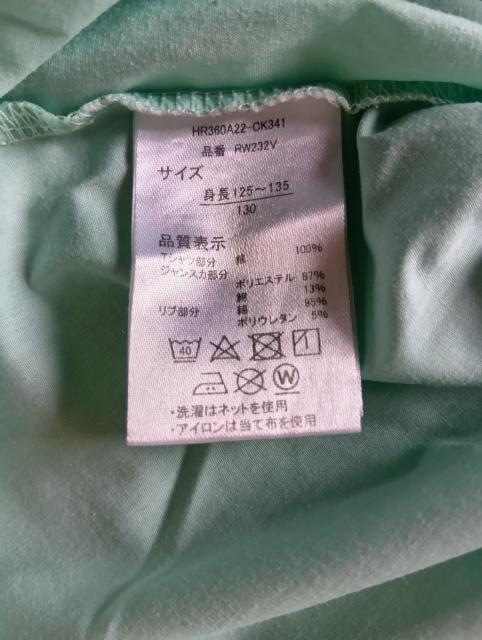 HR360A22-CK341
品番 RW232V
サイズ
身長125～135
130
品質表示
Tシャツ部分 綿 100%
ジャンスカ部分
ポリエステル 87%
綿 13%
リブ部分 綿 95%
ポリウレタン 5%
40
W
・洗濯はネットを使用
・アイロンは当て布を使用